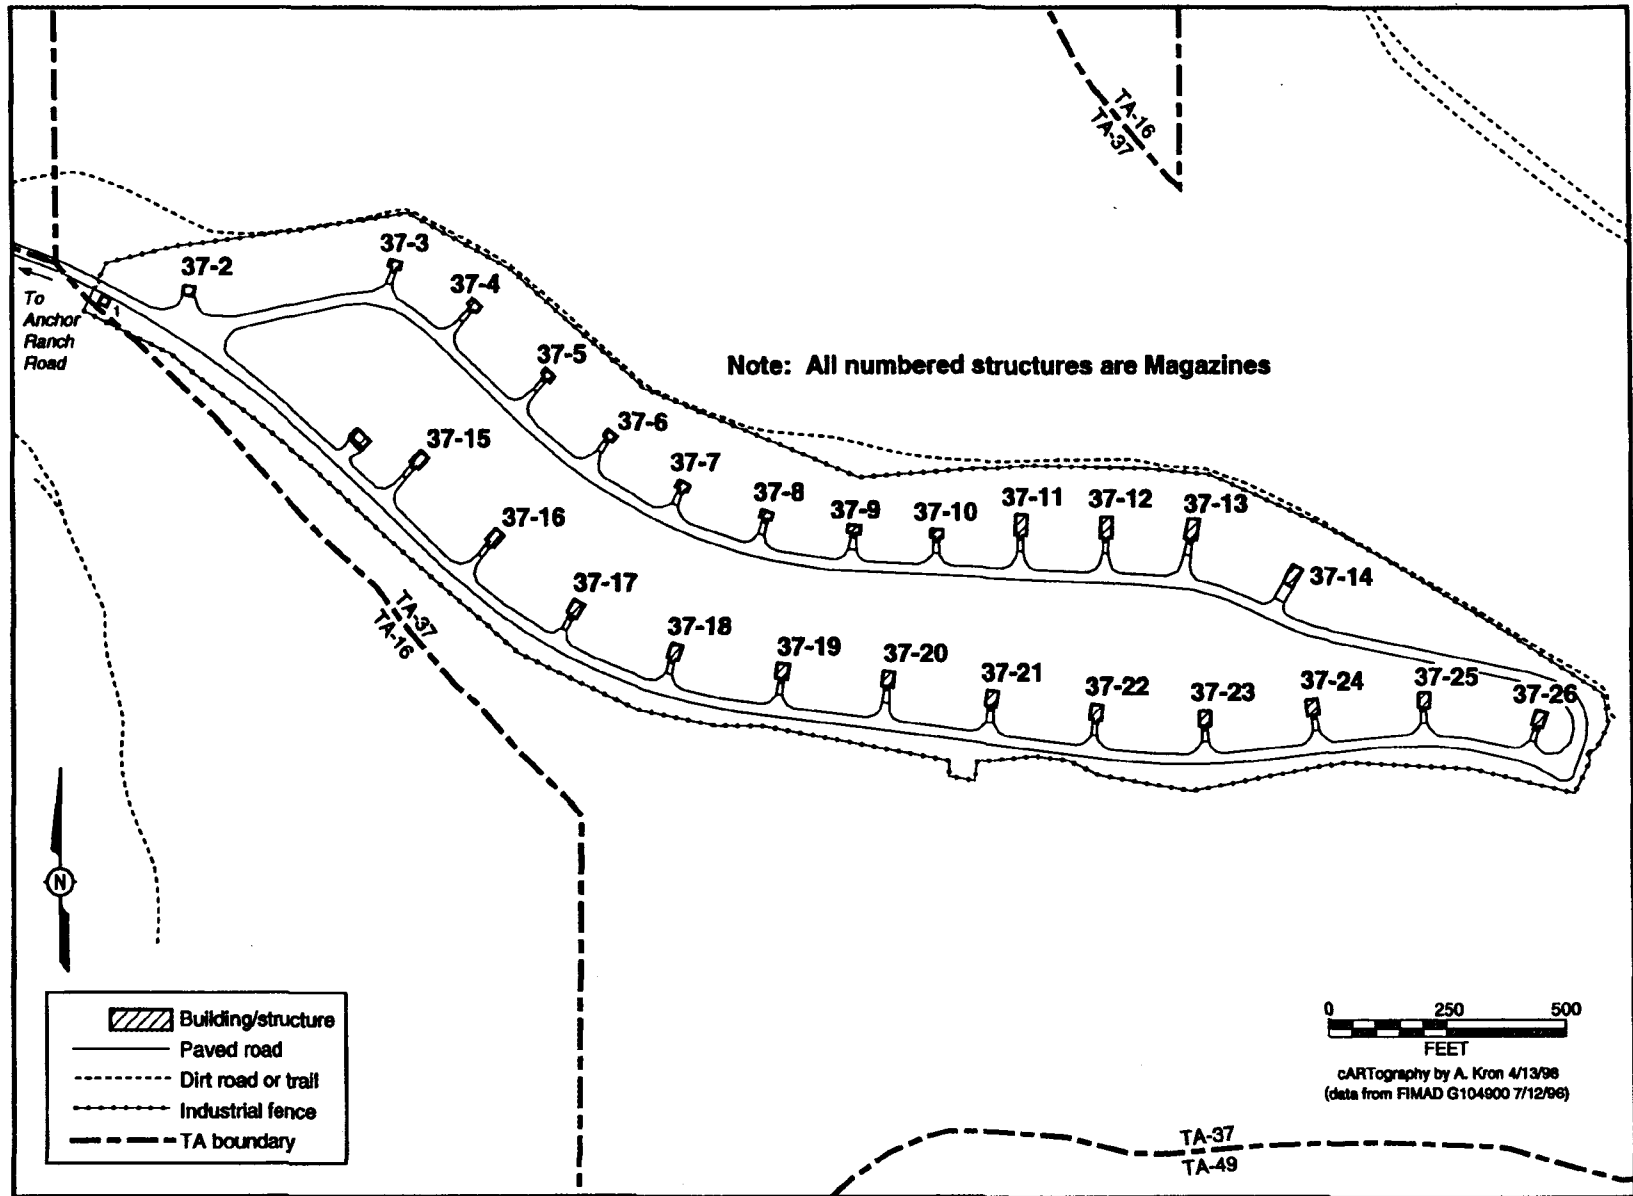 TA-16
TA-37
37-3
37-2
37-4
To
Anchor
Ranch
Road
1
37-5
Note: All numbered structures are Magazines
37-6
37-15
37-7
37-8
37-9
37-10
37-11
37-12
37-13
37-16
37-14
37-17
TA-37
TA-16
37-18
37-19
37-20
37-21
37-22
37-23
37-24
37-25
37-26
N
Building/structure
Paved road
Dirt road or trail
Industrial fence
TA boundary
0 250 500
FEET
cARTography by A. Kron 4/13/98
(data from FIMAD G104900 7/12/96)
TA-37
TA-49